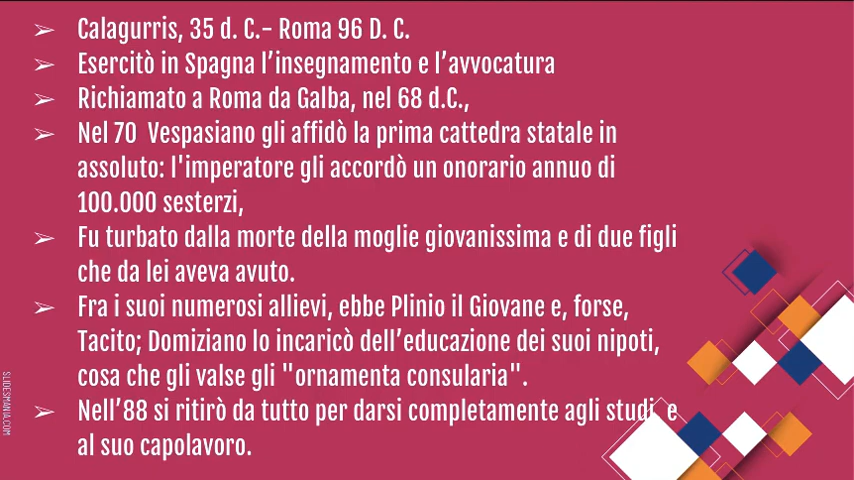 ➢ Calagurris, 35 d. C.- Roma 96 D. C.
➢ Esercitò in Spagna l’insegnamento e l’avvocatura
➢ Richiamato a Roma da Galba, nel 68 d.C.,
➢ Nel 70 Vespasiano gli affidò la prima cattedra statale in
assoluto: l'imperatore gli accordò un onorario annuo di
100.000 sesterzi,
➢ Fu turbato dalla morte della moglie giovanissima e di due figli
che da lei aveva avuto.
➢ Fra i suoi numerosi allievi, ebbe Plinio il Giovane e, forse,
Tacito; Domiziano lo incaricò dell’educazione dei suoi nipoti,
cosa che gli valse gli "ornamenta consularia".
➢ Nell’88 si ritirò da tutto per darsi completamente agli studi e
al suo capolavoro.
SLIDESMANIA.COM